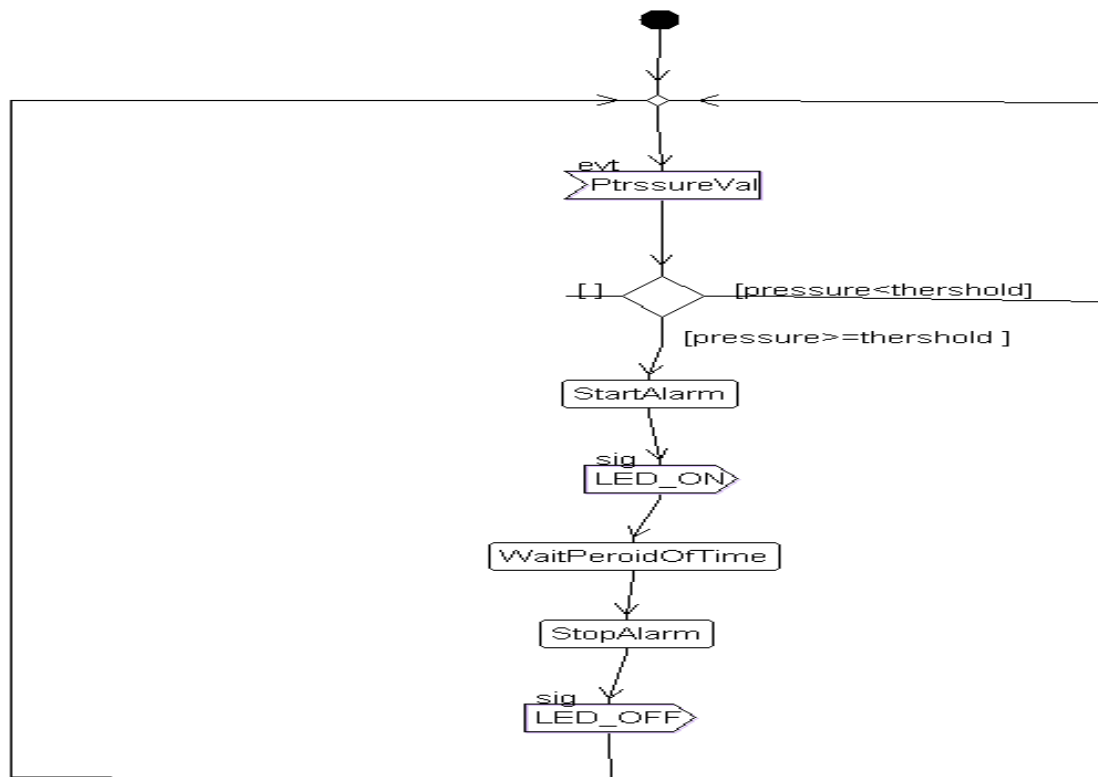 evt
PtrssureVal
[ ]
[pressure<thershold]
[pressure>=thershold ]
StartAlarm
sig
LED_ON
WaitPeroidOfTime
StopAlarm
sig
LED_OFF